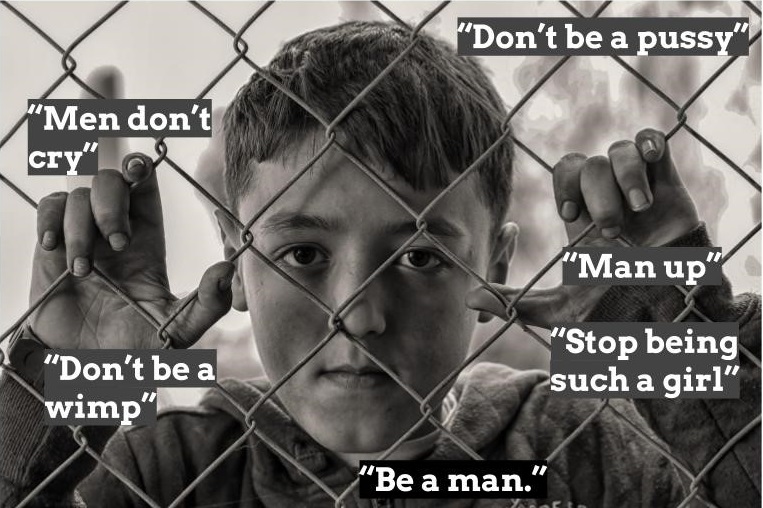 “Don’t be a pussy”
“Men don’t
cry”
“Man up”
“Stop being
such a girl”
“Don’t be a
wimp”
“Be a man.”